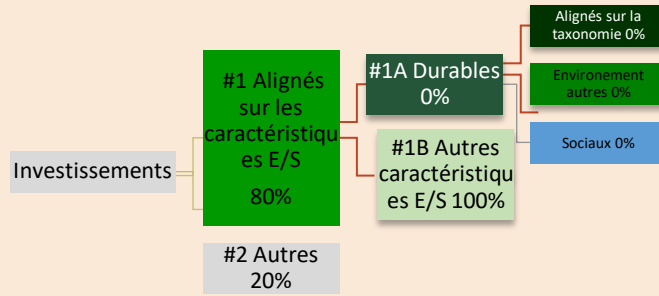 Investissements
#1 Alignés
sur les
caractéristiqu
es E/S
80%
#2 Autres
20%
#1A Durables
0%
#1B Autres
caractéristiqu
es E/S 100%
Alignés sur la
taxonomie 0%
Environement
autres 0%
Sociaux 0%